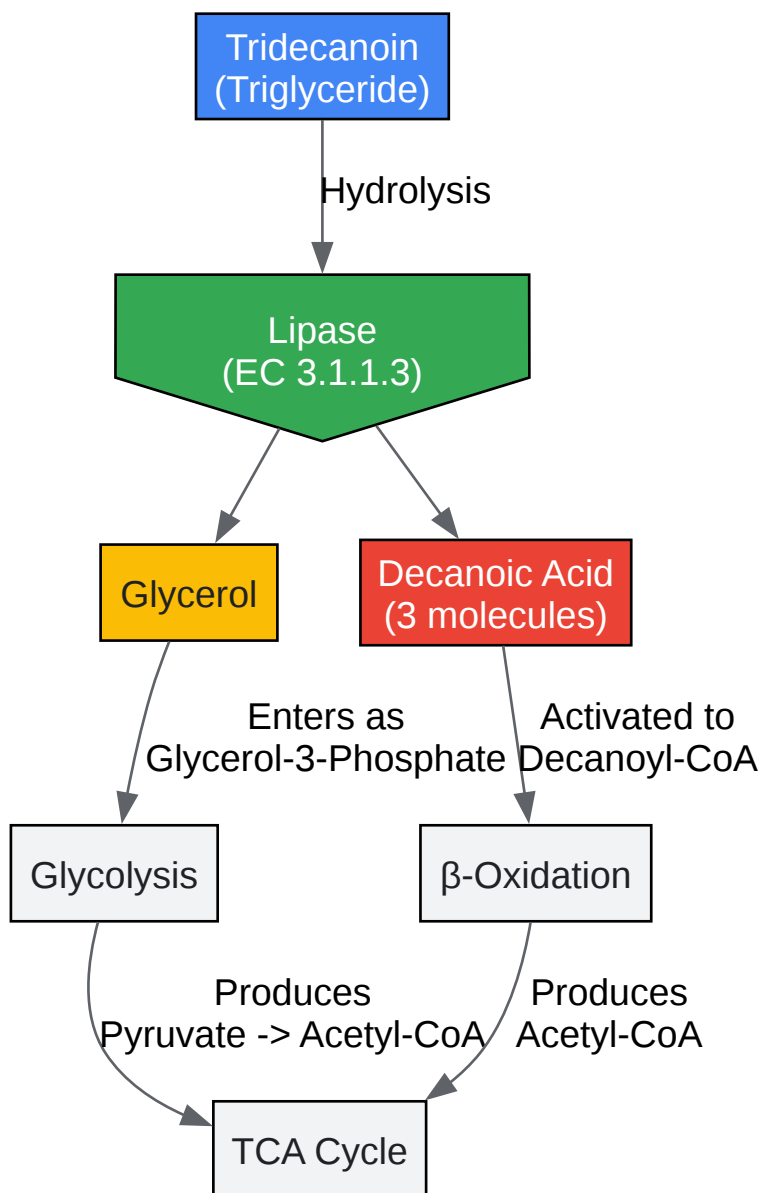 Tridecanoin
(Triglyceride)
Hydrolysis
Lipase
(EC 3.1.1.3)
Glycerol
Decanoic Acid
(3 molecules)
Enters as
Glycerol-3-Phosphate
Activated to
Decanoyl-CoA
Glycolysis
β-Oxidation
Produces
Pyruvate -> Acetyl-CoA
Produces
Acetyl-CoA
TCA Cycle